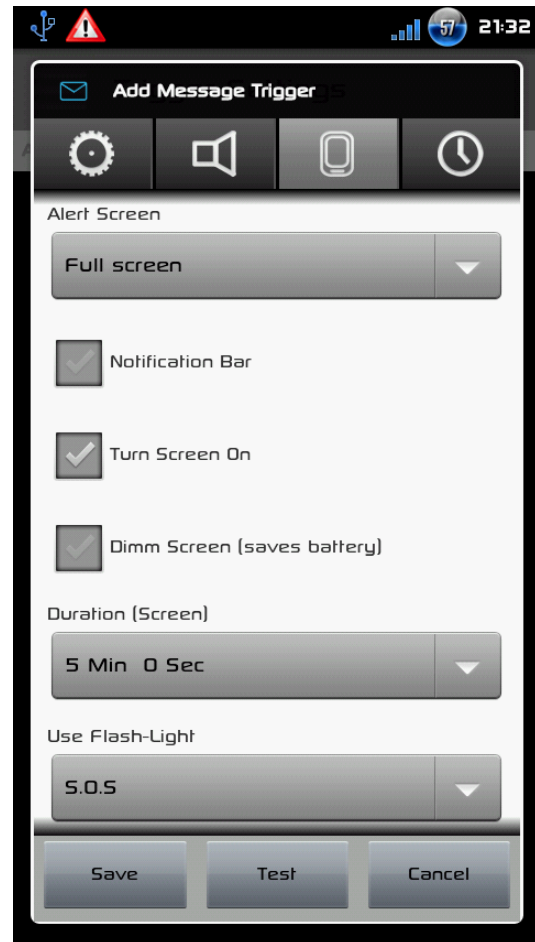 57 21:32
Add Message Trigger
Alert Screen
Full screen
Notification Bar
Turn Screen On
Dimm Screen (saves battery)
Duration (Screen)
5 Min 0 Sec
Use Flash-Light
S.O.S
Save Test Cancel